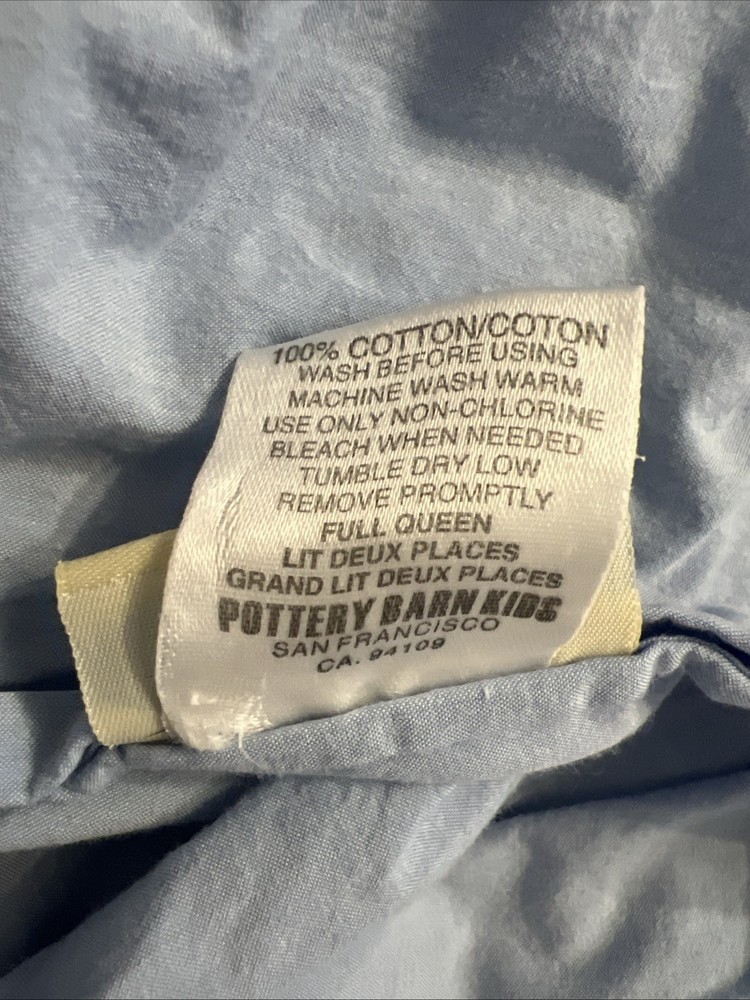 100% COTTON/COTON
WASH BEFORE USING
MACHINE WASH WARM
USE ONLY NON-CHLORINE
BLEACH WHEN NEEDED
TUMBLE DRY LOW
REMOVE PROMPTLY
FULL QUEEN
LIT DEUX PLACES
GRAND LIT DEUX PLACES
POTTERY BARN KIDS
SAN FRANCISCO
CA. 94109